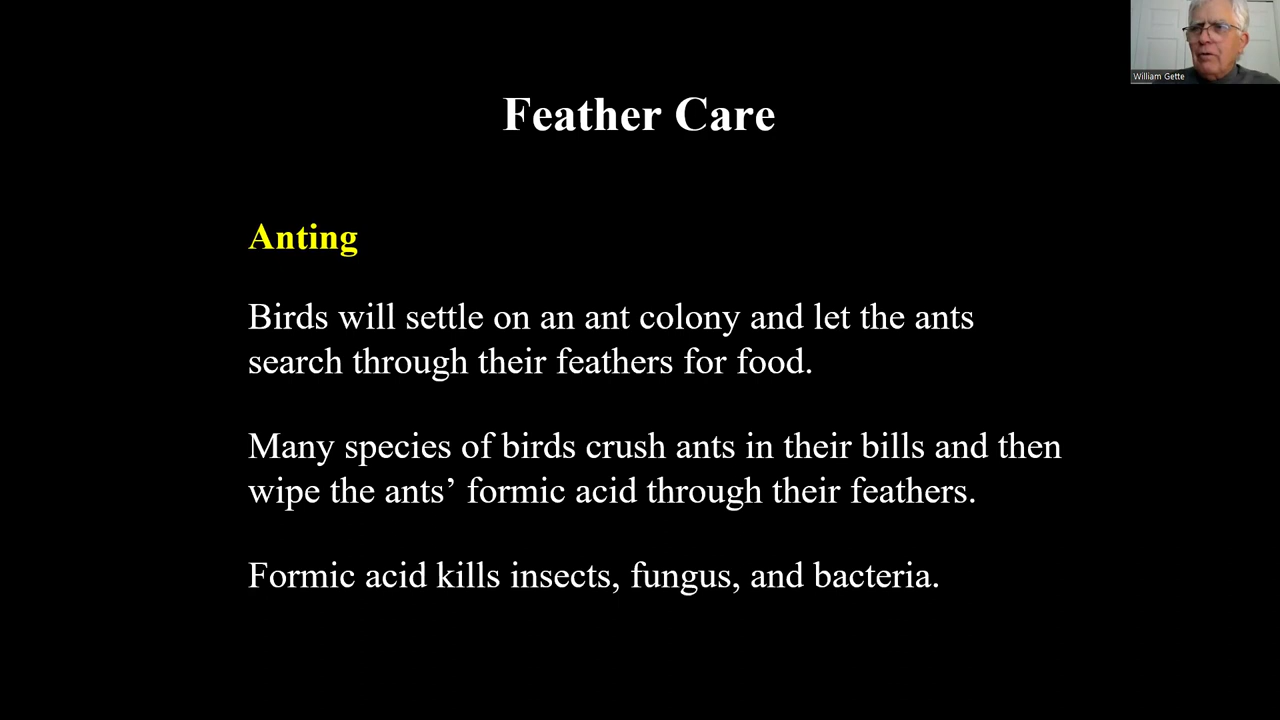 William Gette
Feather Care
Anting
Birds will settle on an ant colony and let the ants
search through their feathers for food.
Many species of birds crush ants in their bills and then
wipe the ants’ formic acid through their feathers.
Formic acid kills insects, fungus, and bacteria.